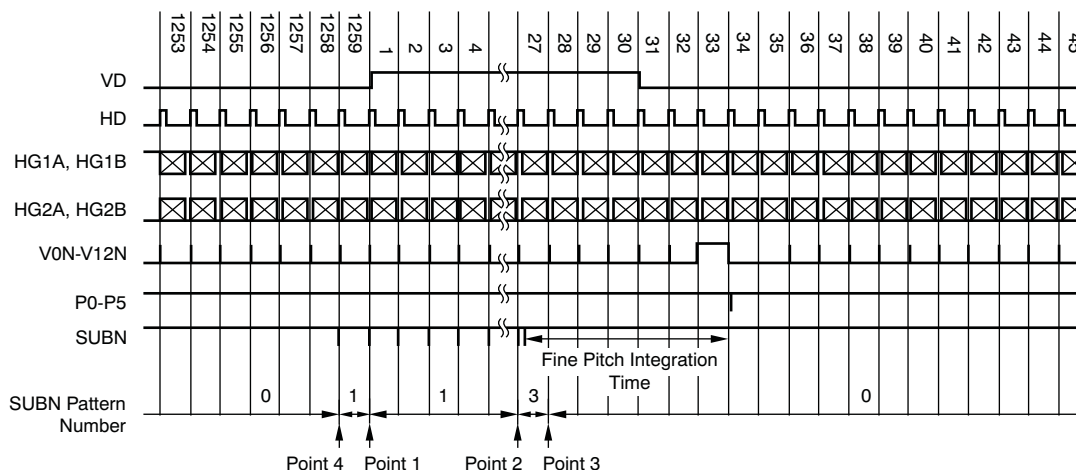 1253 1254 1255 1256 1257 1258 1259 1 2 3 4 27 28 29 30 31 32 33 34 35 36 37 38 39 40 41 42 43 44 45
VD
HD
HG1A, HG1B
HG2A, HG2B
V0N-V12N
P0-P5
SUBN
Fine Pitch Integration
Time
SUBN Pattern
Number
0 1 1 3 0
Point 4 Point 1 Point 2 Point 3